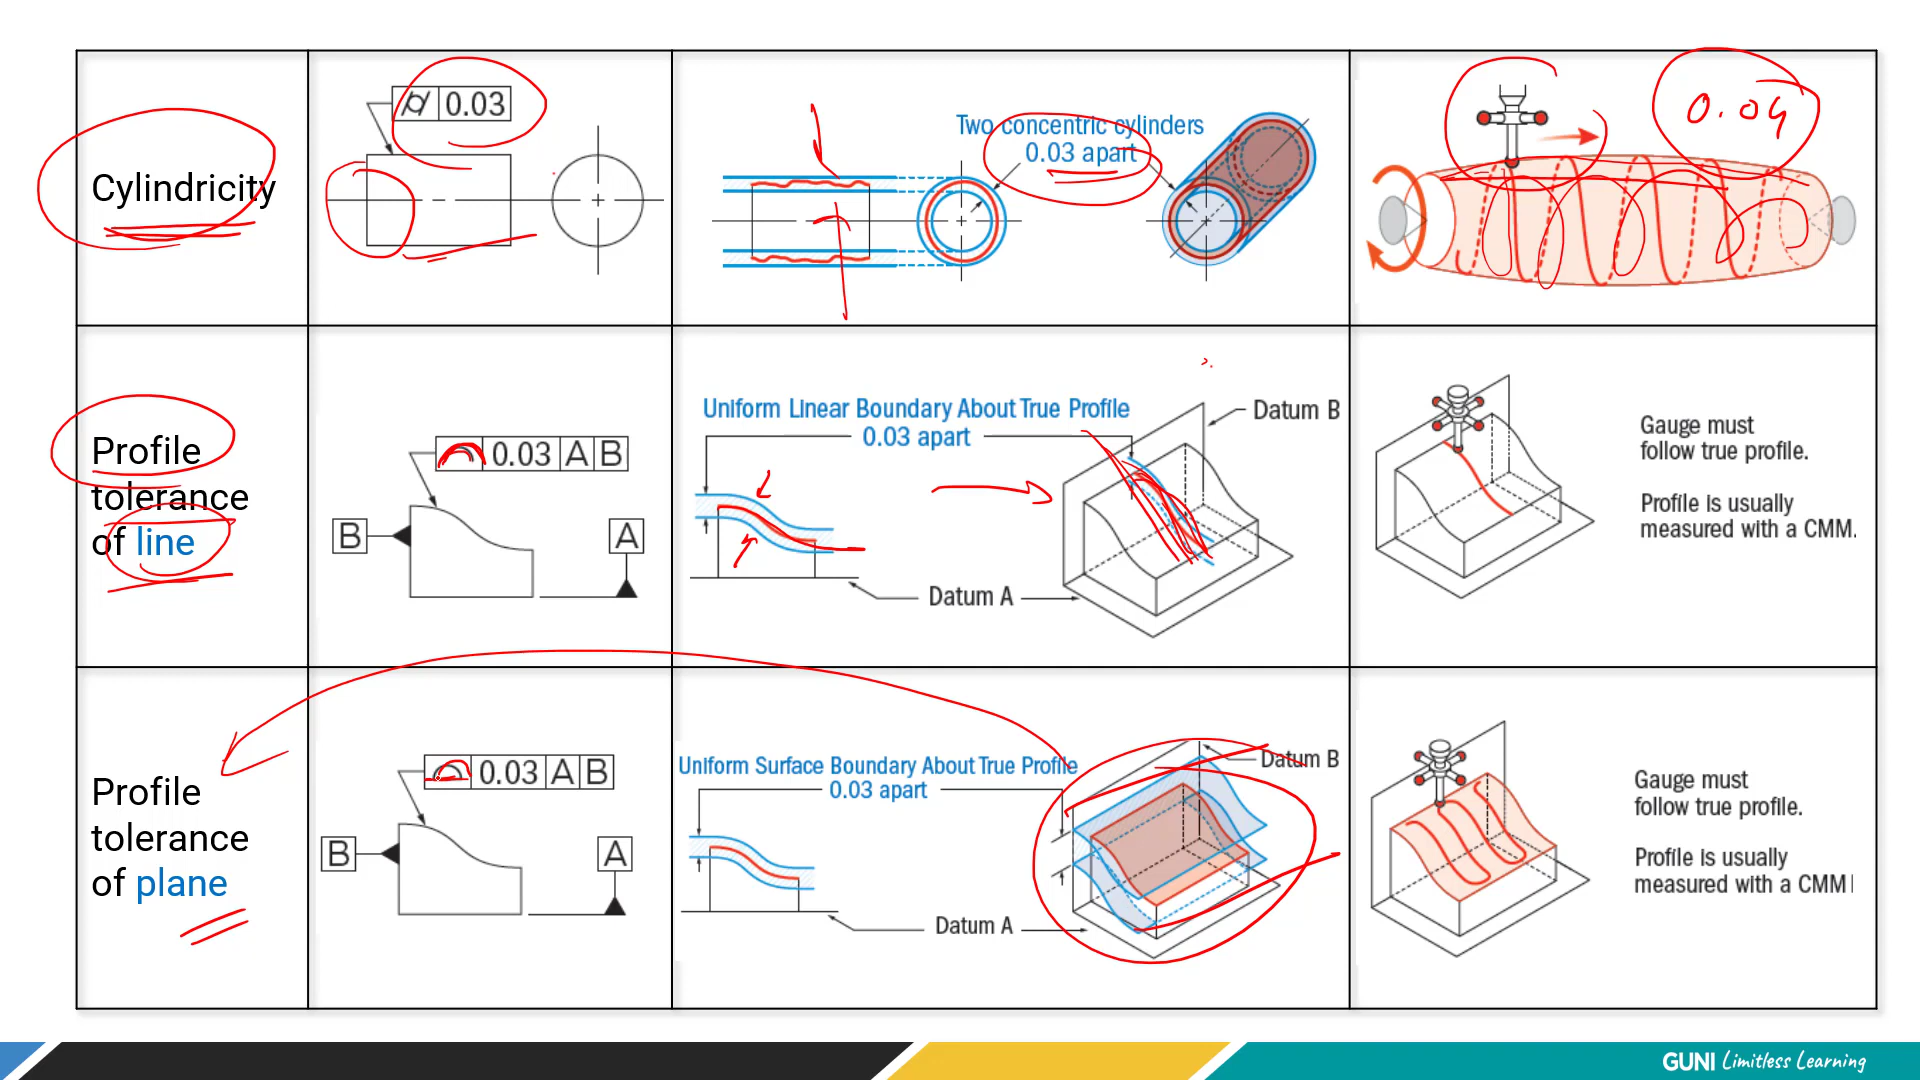 Cylindricity
0.03
Two concentric cylinders
0.03 apart
0.04
Profile
tolerance
of line
0.03 A B
B
A
Uniform Linear Boundary About True Profile
0.03 apart
Datum B
Datum A
Gauge must
follow true profile.
Profile is usually
measured with a CMM.
Profile
tolerance
of plane
0.03 A B
B
A
Uniform Surface Boundary About True Profile
0.03 apart
Datum B
Datum A
Gauge must
follow true profile.
Profile is usually
measured with a CMM
GUNI Limitless Learning